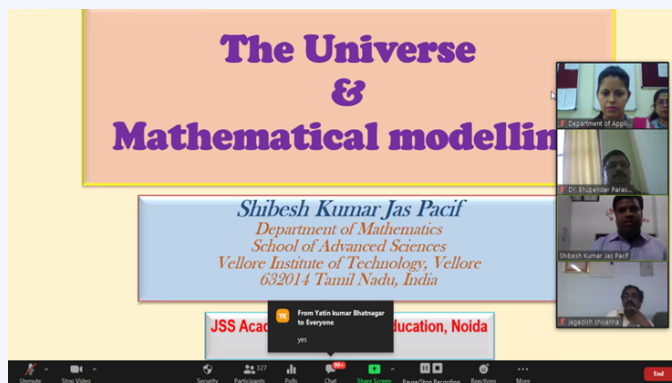 The Universe
&
Mathematical modellin
Shibesh Kumar Jas Pacif
Department of Mathematics
School of Advanced Sciences
Vellore Institute of Technology, Vellore
632014 Tamil Nadu, India
JSS Acad
ducation, Noida
YK
From Yatin kumar Bhatnagar
to Everyone
yes
Department of Appli...
Dr. Bhupender Paras...
Shibesh Kumar Jas Pacif
jagadish shivanna
Unmute
Stop Video
Security
Participants
327
Polls
Chat
99+
Share Screen
Pause/Stop Recording
Reactions
More
End